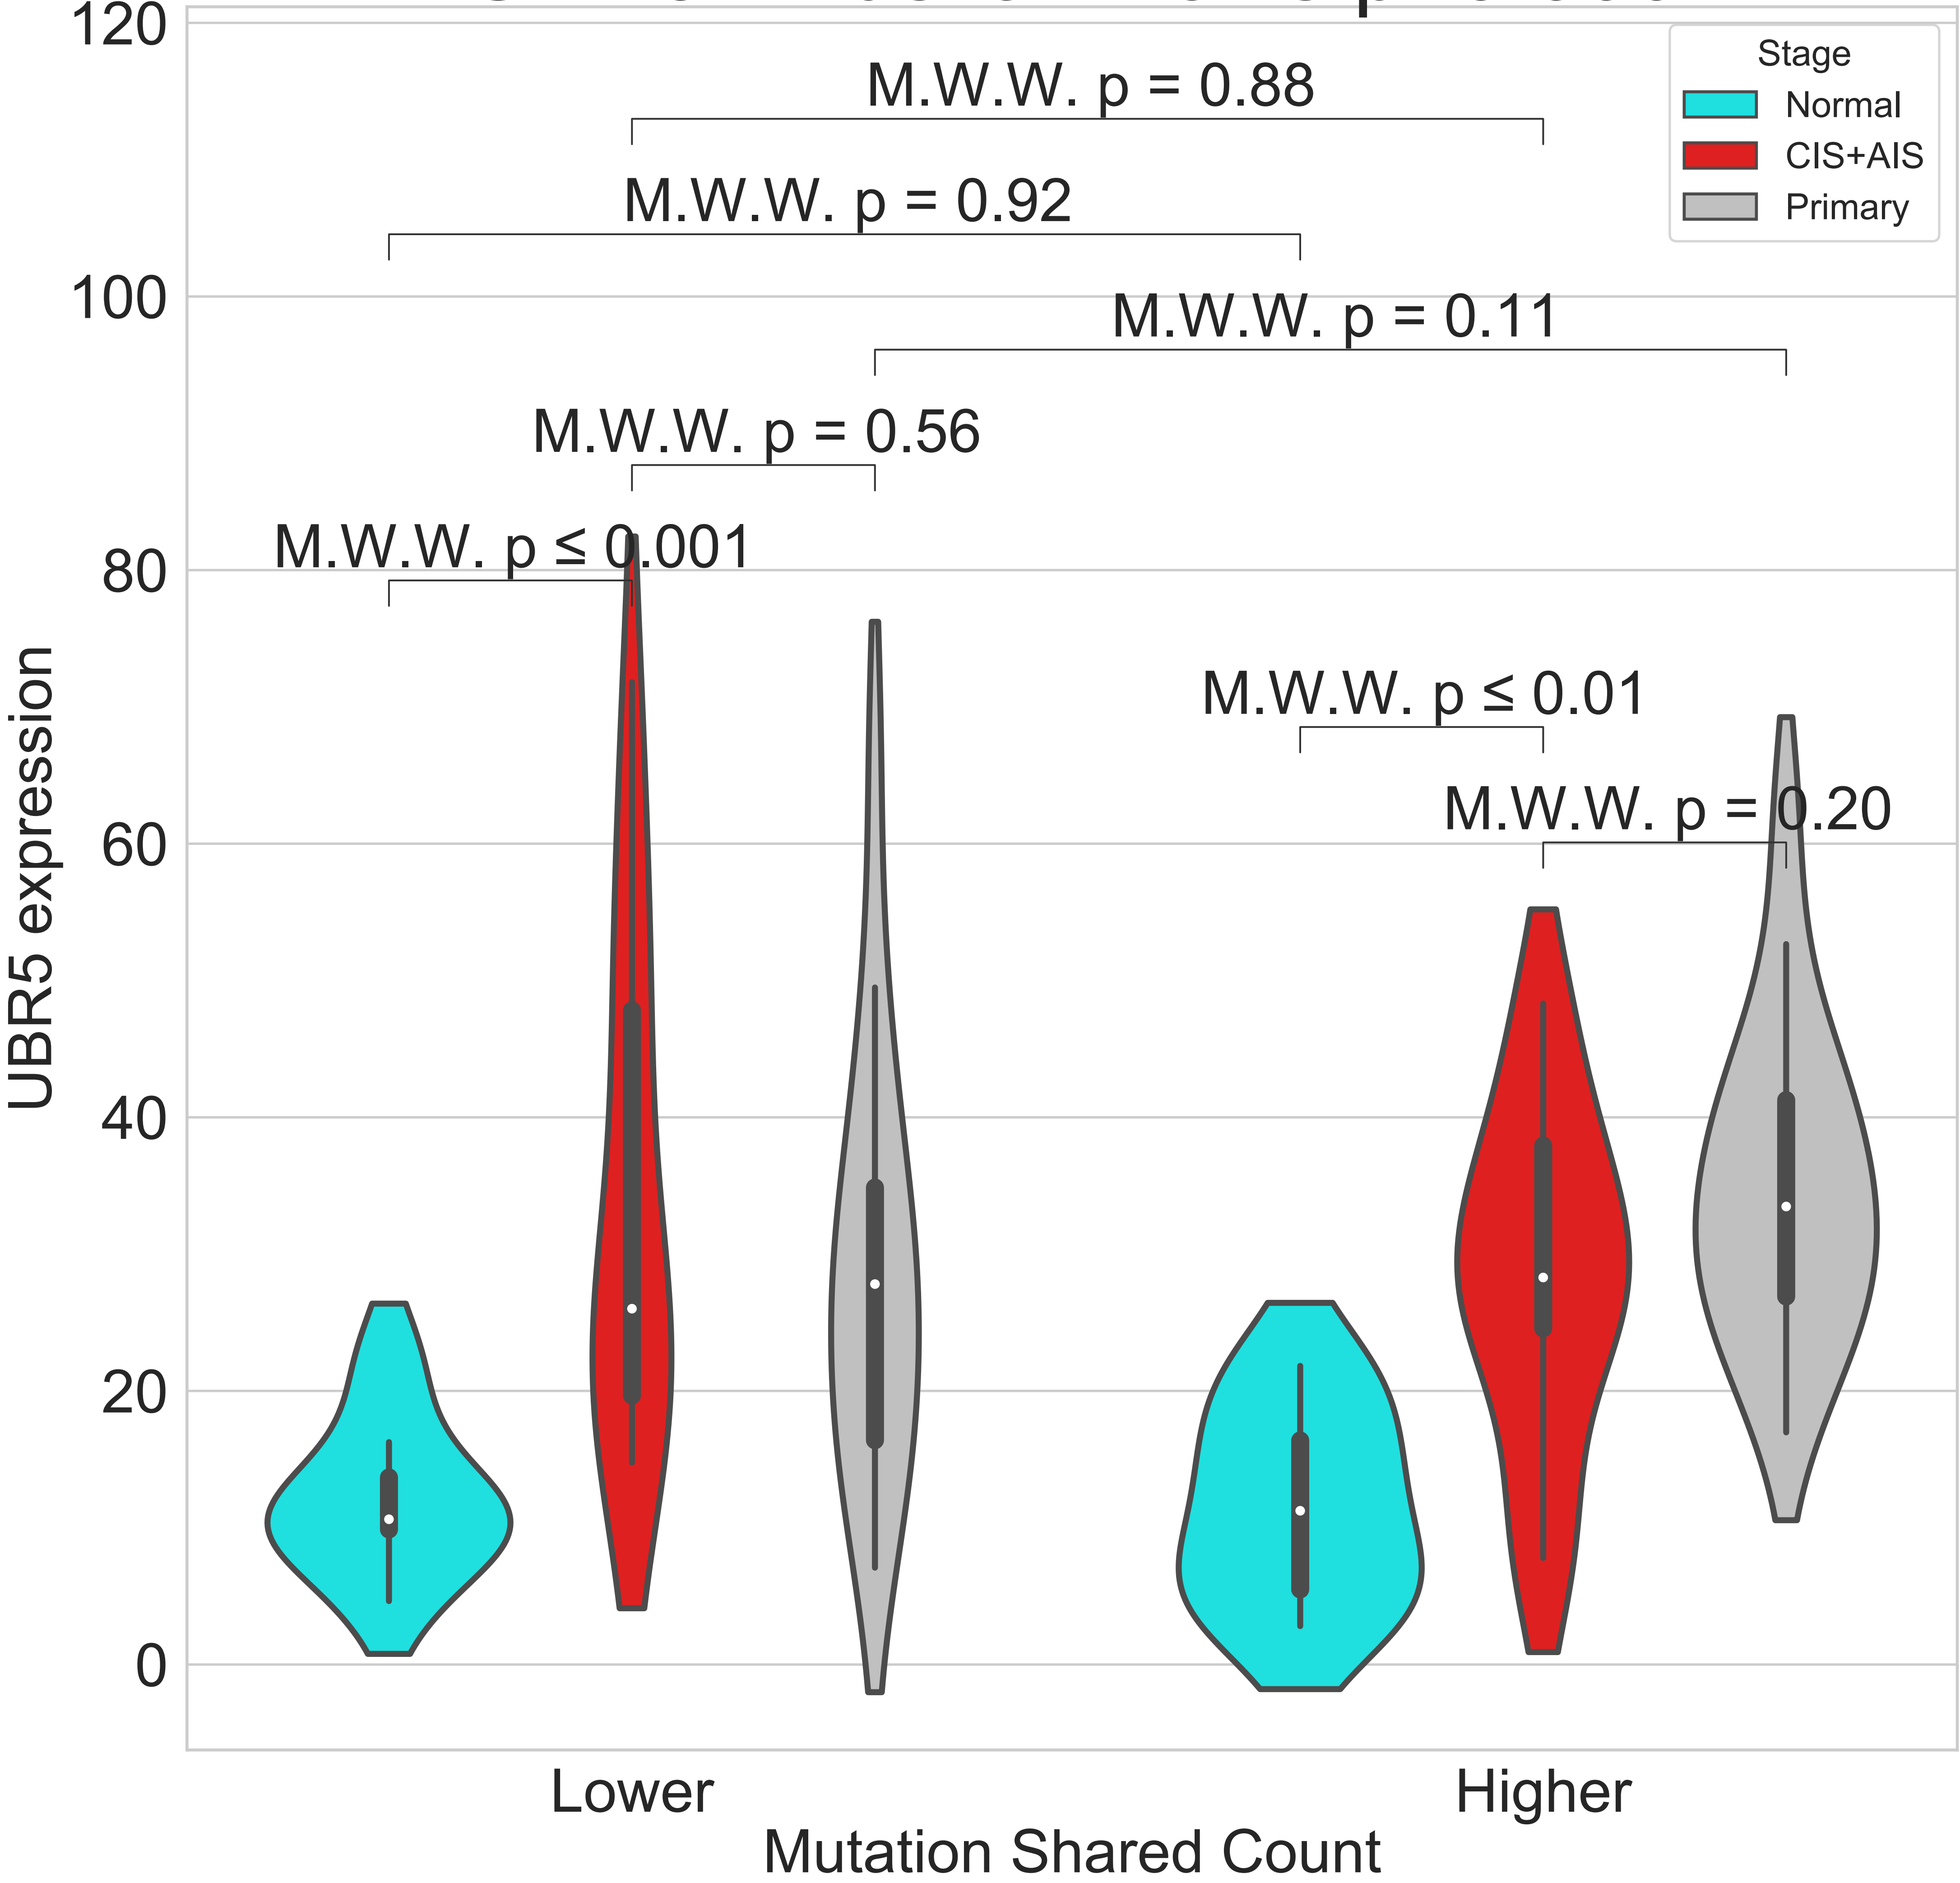 120
Stage
Normal
CIS+AIS
Primary
M.W.W. p = 0.88
M.W.W. p = 0.92
100
M.W.W. p = 0.11
M.W.W. p = 0.56
M.W.W. p ≤ 0.001
80
M.W.W. p ≤ 0.01
M.W.W. p = 0.20
60
UBR5 expression
40
20
0
Lower
Higher
Mutation Shared Count